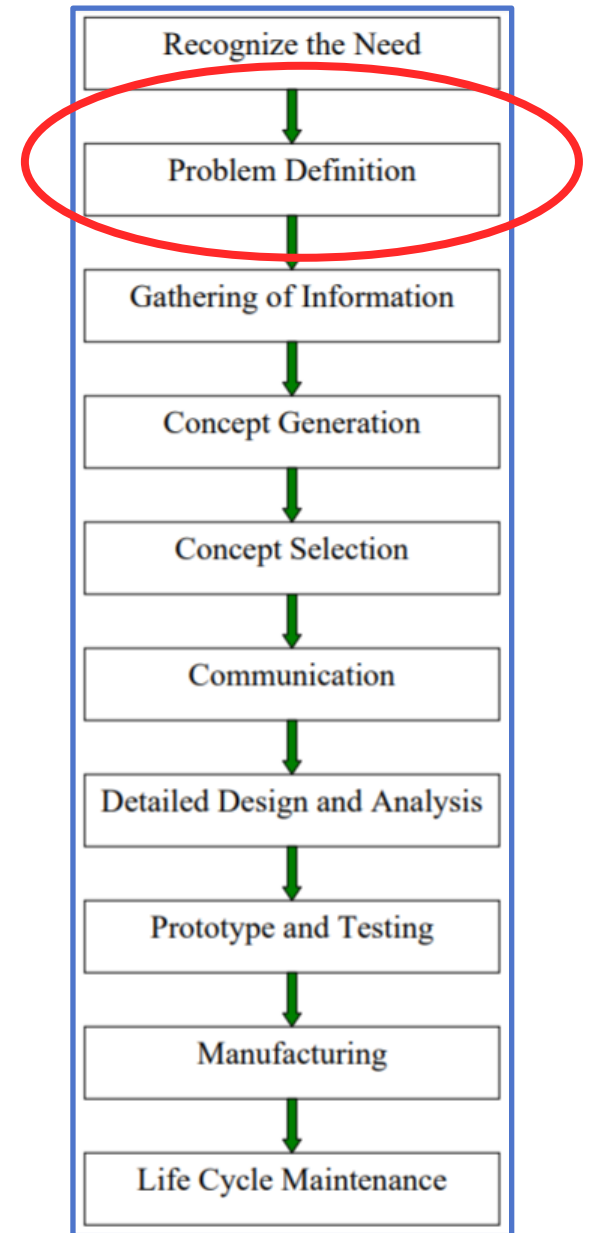 Recognize the Need
Problem Definition
Gathering of Information
Concept Generation
Concept Selection
Communication
Detailed Design and Analysis
Prototype and Testing
Manufacturing
Life Cycle Maintenance